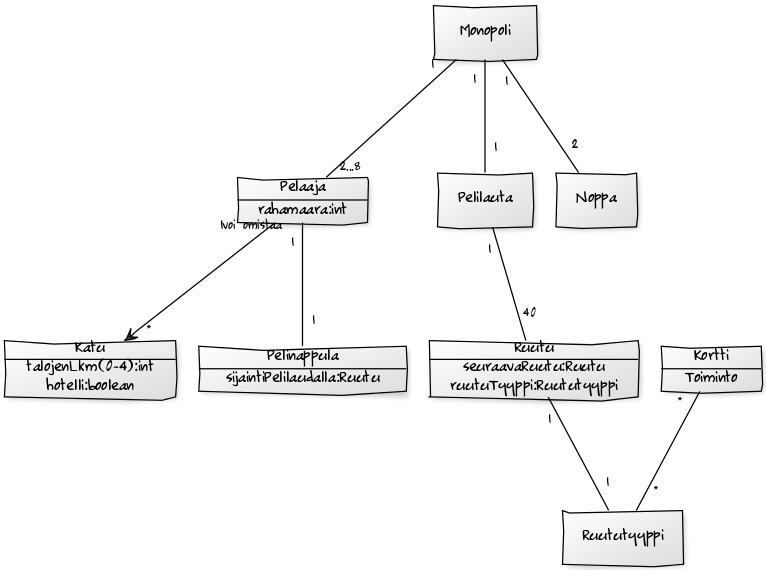 Monopoli
1
1
1
2...8
1
2
Pelaaja
rahamaara:int
Pelilauta
Noppa
1voi omistaa
1
1
*
1
40
Katu
talojenLkm(0-4):int
hotelli:boolean
Pelinappula
sijaintiPelilaudalla:Ruutu
Ruutu
seuraavaRuutu:Ruutu
ruutuTyyppi:Ruututyyppi
Kortti
Toiminto
1
*
1
*
Ruututyyppi